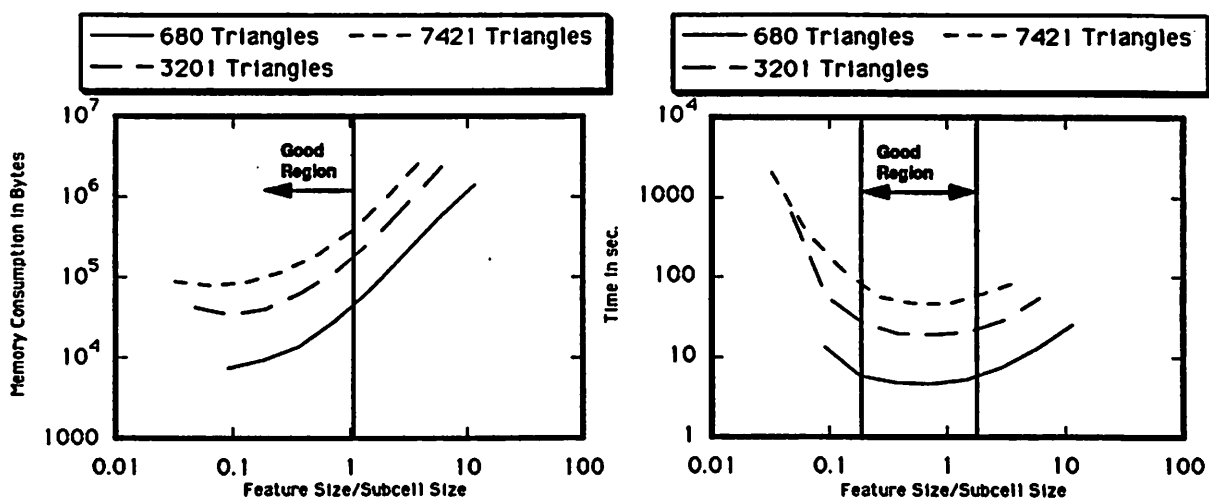 680 Triangles
7421 Triangles
3201 Triangles
Memory Consumption in Bytes
10^7
10^6
10^5
10^4
1000
Good
Region
0.01
0.1
1
10
100
Feature Size/Subcell Size
680 Triangles
7421 Triangles
3201 Triangles
Time in sec.
10^4
1000
100
10
1
Good
Region
0.01
0.1
1
10
100
Feature Size/Subcell Size